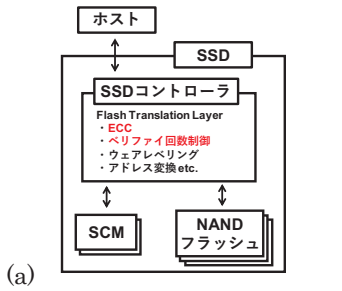 ホスト
SSD
SSDコントローラ
Flash Translation Layer
・ECC
・ベリファイ回数制御
・ウェアレベリング
・アドレス変換 etc.
SCM
NAND
フラッシュ
(a)